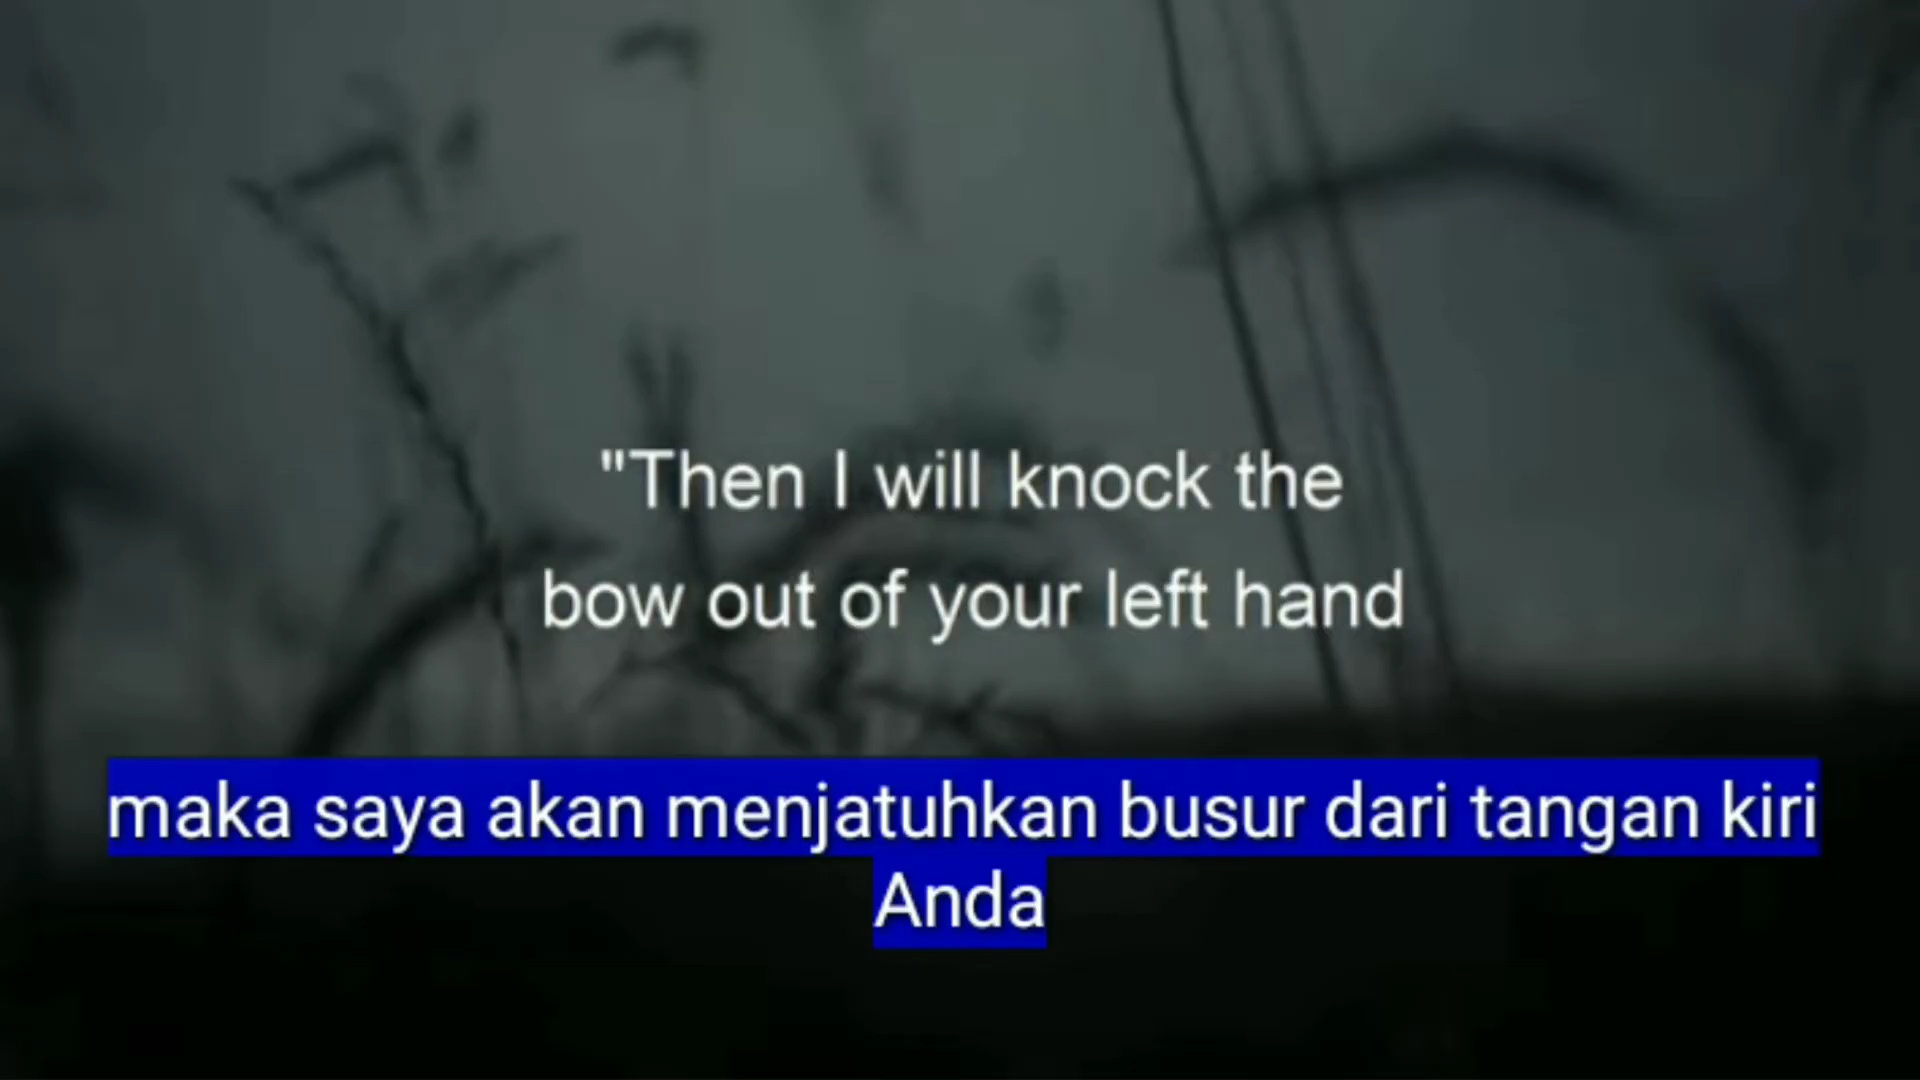 "Then I will knock the
bow out of your left hand
maka saya akan menjatuhkan busur dari tangan kiri
Anda